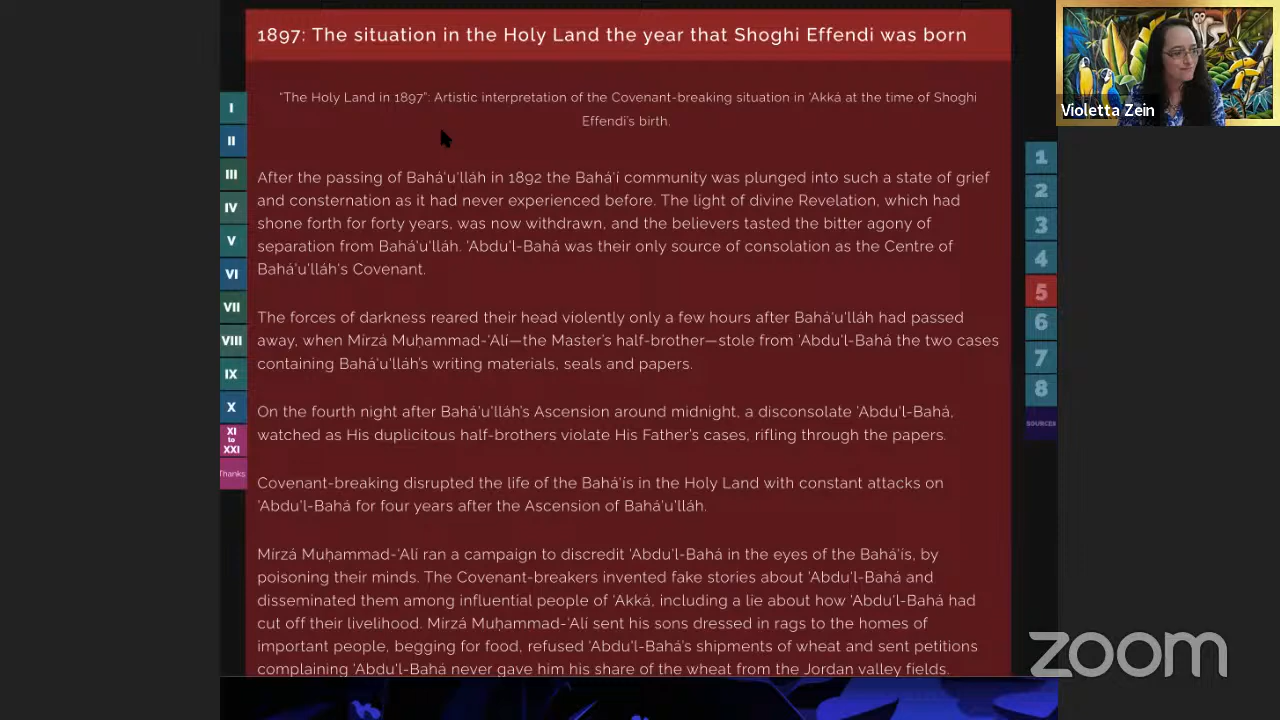 1897: The situation in the Holy Land the year that Shoghi Effendi was born
"The Holy Land in 1897": Artistic interpretation of the Covenant-breaking situation in 'Akká at the time of Shoghi
Effendi's birth.
After the passing of Bahá'u'lláh in 1892 the Bahá'í community was plunged into such a state of grief
and consternation as it had never experienced before. The light of divine Revelation, which had
shone forth for forty years, was now withdrawn, and the believers tasted the bitter agony of
separation from Bahá'u'lláh. 'Abdu'l-Bahá was their only source of consolation as the Centre of
Bahá'u'lláh's Covenant.
The forces of darkness reared their head violently only a few hours after Bahá'u'lláh had passed
away, when Mírzá Muḥammad-'Alí—the Master's half-brother—stole from 'Abdu'l-Bahá the two cases
containing Bahá'u'lláh's writing materials, seals and papers.
On the fourth night after Bahá'u'lláh's Ascension around midnight, a disconsolate 'Abdu'l-Bahá,
watched as His duplicitous half-brothers violate His Father's cases, rifling through the papers.
Covenant-breaking disrupted the life of the Bahá'ís in the Holy Land with constant attacks on
'Abdu'l-Bahá for four years after the Ascension of Bahá'u'lláh.
Mírzá Muḥammad-'Alí ran a campaign to discredit 'Abdu'l-Bahá in the eyes of the Bahá'ís, by
poisoning their minds. The Covenant-breakers invented fake stories about 'Abdu'l-Bahá and
disseminated them among influential people of 'Akká, including a lie about how 'Abdu'l-Bahá had
cut off their livelihood. Mírzá Muḥammad-'Alí sent his sons dressed in rags to the homes of
important people, begging for food, refused 'Abdu'l-Bahá's shipments of wheat and sent petitions
complaining 'Abdu'l-Bahá never gave him his share of the wheat from the Jordan valley fields.
I
II
III
IV
V
VI
VII
VIII
IX
X
XI
to
XXI
Thanks
1
2
3
4
5
6
7
8
SOURCES
Violetta Zein
zoom